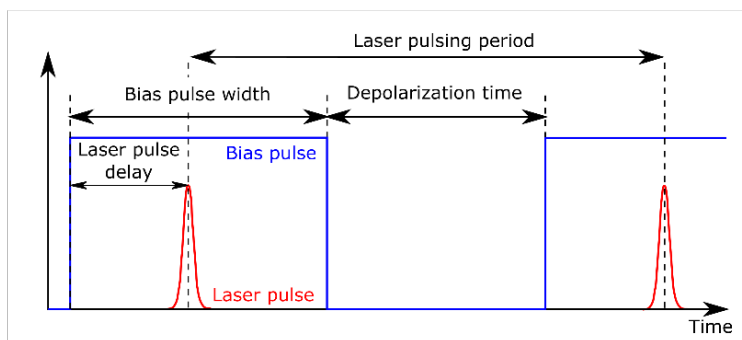 Laser pulsing period
Bias pulse width
Depolarization time
Laser pulse
delay
Bias pulse
Laser pulse
Time